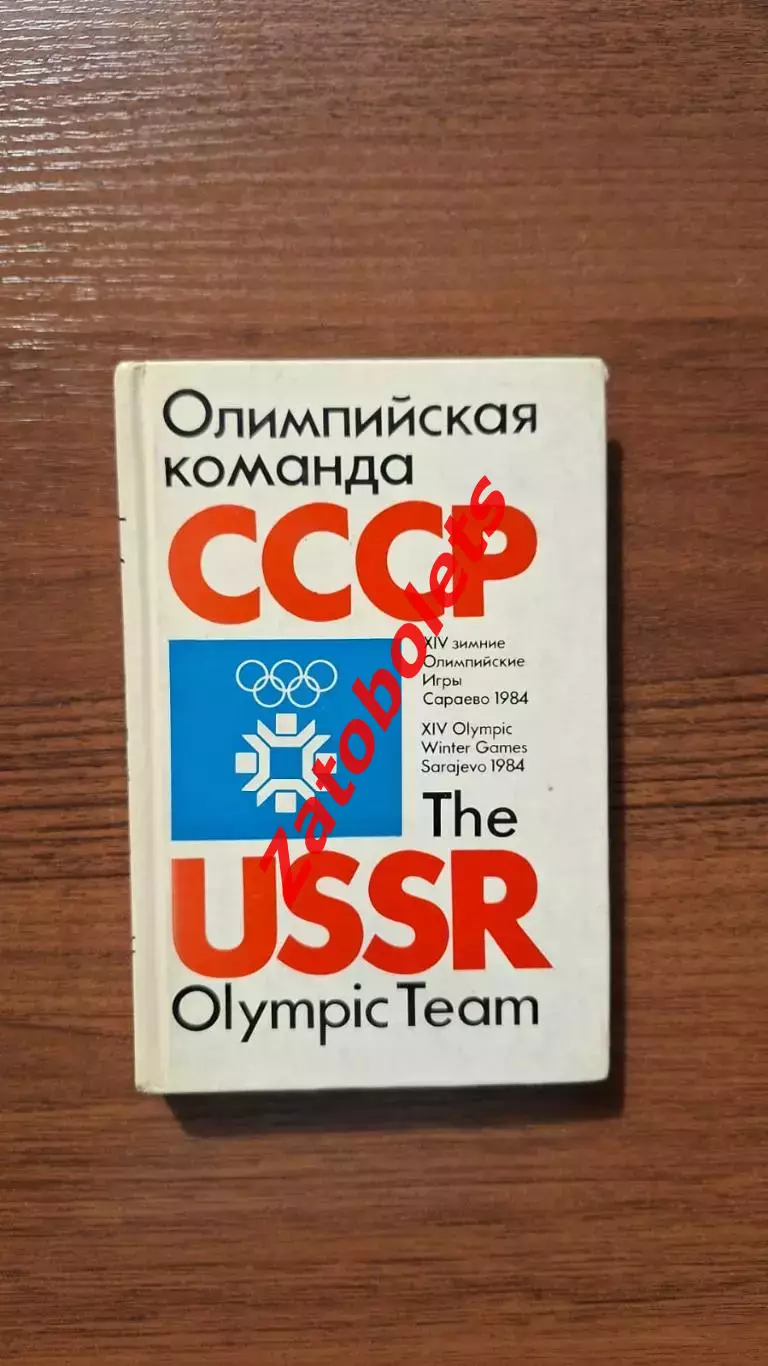 Олимпийская
команда
СССР
XIV зимние
Олимпийские
Игры
Сараево 1984
XIV Olympic
Winter Games
Sarajevo 1984
The
USSR
Olympic Team
Zatobolets